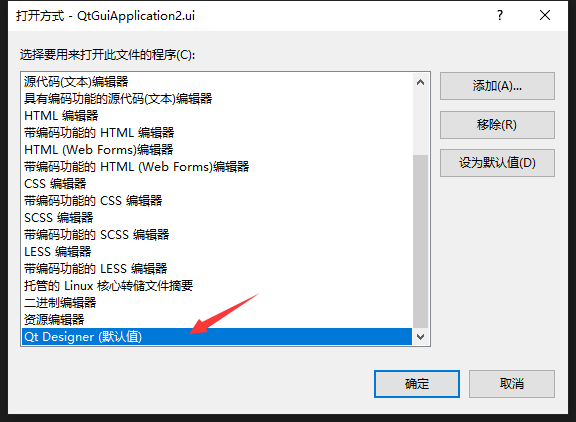 打开方式 - QtGuiApplication2.ui
选择要用来打开此文件的程序(C):
源代码(文本)编辑器
具有编码功能的源代码(文本)编辑器
HTML 编辑器
带编码功能的 HTML 编辑器
HTML (Web Forms)编辑器
带编码功能的 HTML (Web Forms)编辑器
CSS 编辑器
带编码功能的 CSS 编辑器
SCSS 编辑器
带编码功能的 SCSS 编辑器
LESS 编辑器
带编码功能的 LESS 编辑器
托管的 Linux 核心转储文件摘要
二进制编辑器
资源编辑器
Qt Designer (默认值)
添加(A)...
移除(R)
设为默认值(D)
确定
取消